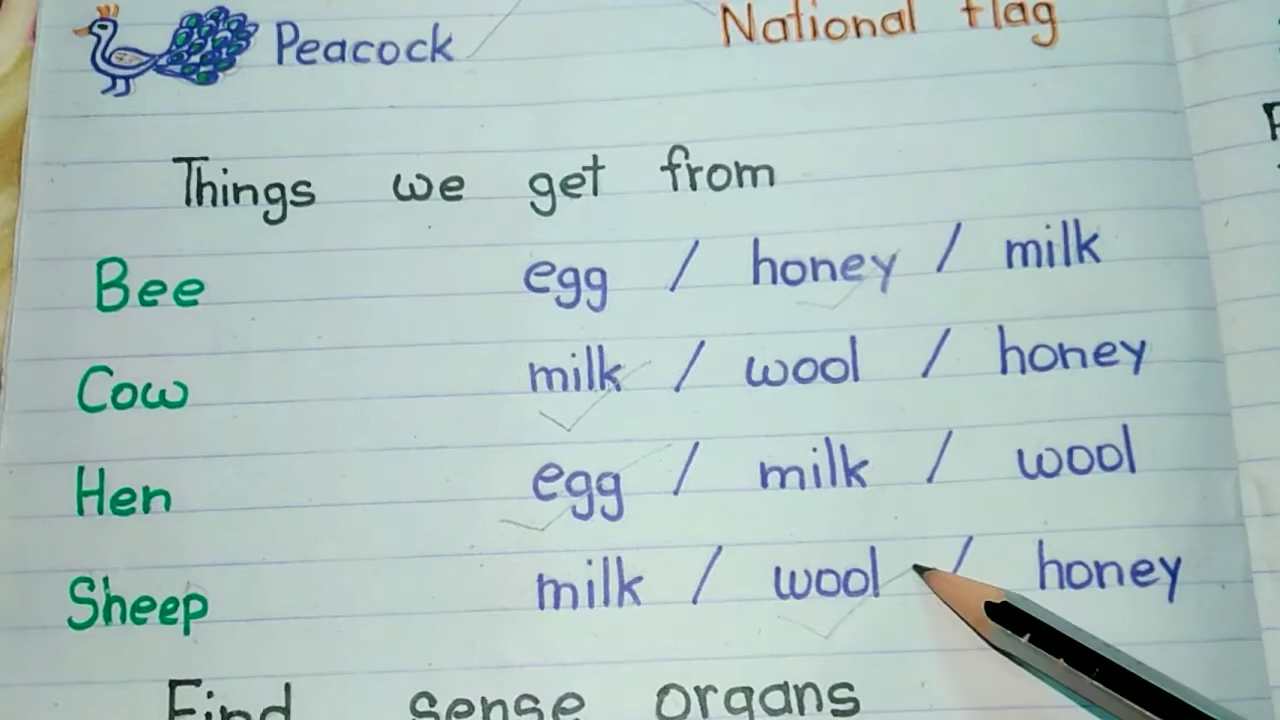 Peacock National flag
Things we get from
Bee egg / honey / milk
Cow milk / wool / honey
Hen egg / milk / wool
Sheep milk / wool / honey
Find sense organs